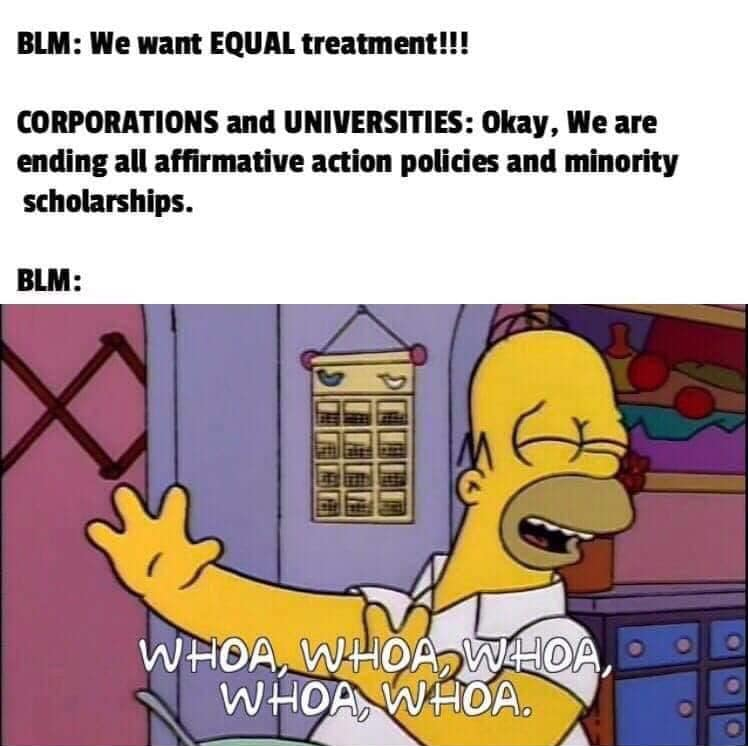 BLM: We want EQUAL treatment!!!
CORPORATIONS and UNIVERSITIES: Okay, We are
ending all affirmative action policies and minority
scholarships.
BLM:
WHOA, WHOA, WHOA,
WHOA, WHOA.